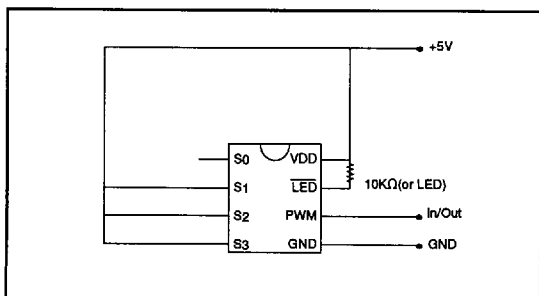 +5V
S0 VDD
S1 LED 10KΩ(or LED)
S2 PWM In/Out
S3 GND GND